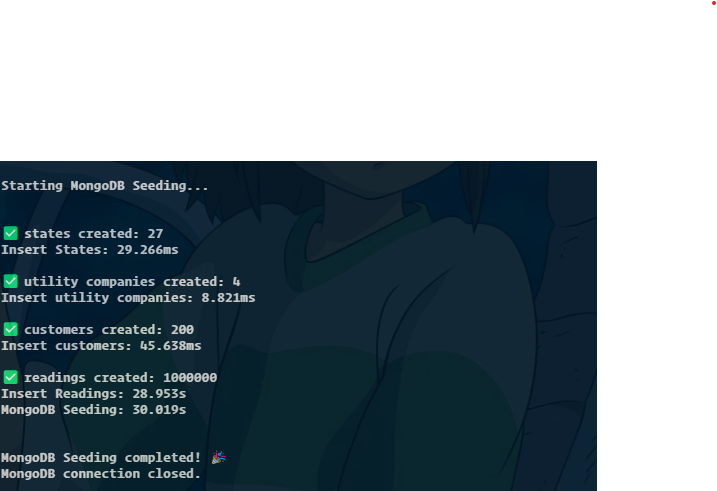 Starting MongoDB Seeding...
✅ states created: 27
Insert States: 29.266ms
✅ utility companies created: 4
Insert utility companies: 8.821ms
✅ customers created: 200
Insert customers: 45.638ms
✅ readings created: 1000000
Insert Readings: 28.953s
MongoDB Seeding: 30.019s
MongoDB Seeding completed! 🎉
MongoDB connection closed.